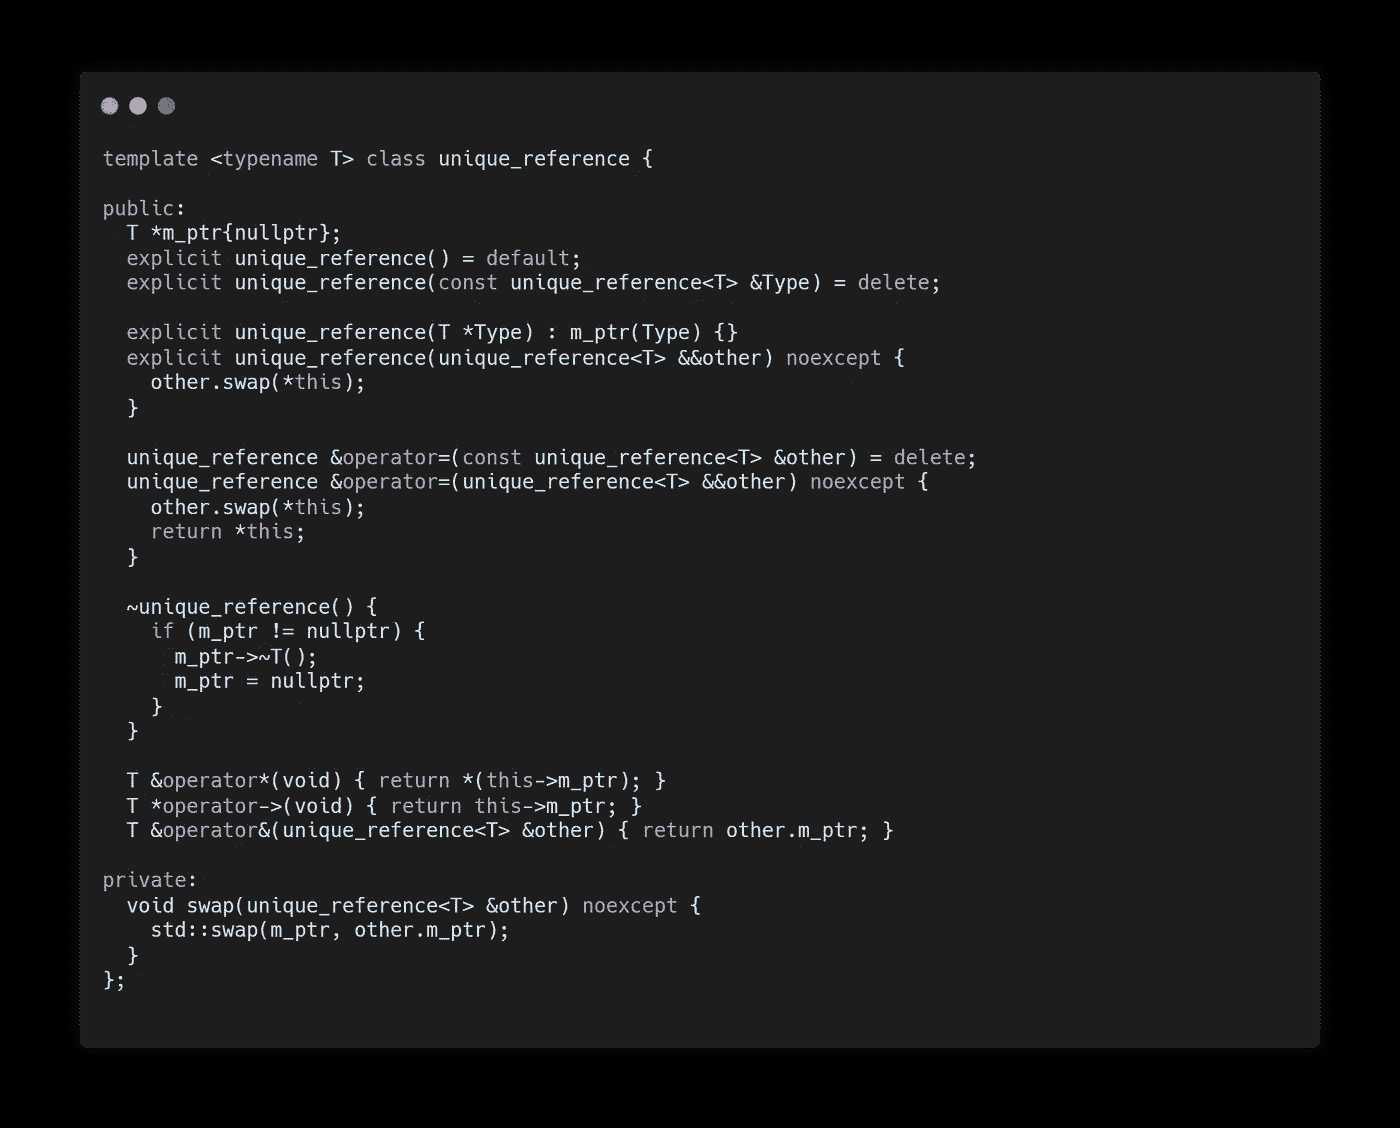 template <typename T> class unique_reference {
public:
T *m_ptr{nullptr};
explicit unique_reference() = default;
explicit unique_reference(const unique_reference<T> &Type) = delete;
explicit unique_reference(T *Type) : m_ptr(Type) {}
explicit unique_reference(unique_reference<T> &&other) noexcept {
other.swap(*this);
}
unique_reference &operator=(const unique_reference<T> &other) = delete;
unique_reference &operator=(unique_reference<T> &&other) noexcept {
other.swap(*this);
return *this;
}
~unique_reference() {
if (m_ptr != nullptr) {
m_ptr->~T();
m_ptr = nullptr;
}
}
T &operator*(void) { return *(this->m_ptr); }
T *operator->(void) { return this->m_ptr; }
T &operator&(unique_reference<T> &other) { return other.m_ptr; }
private:
void swap(unique_reference<T> &other) noexcept {
std::swap(m_ptr, other.m_ptr);
}
};